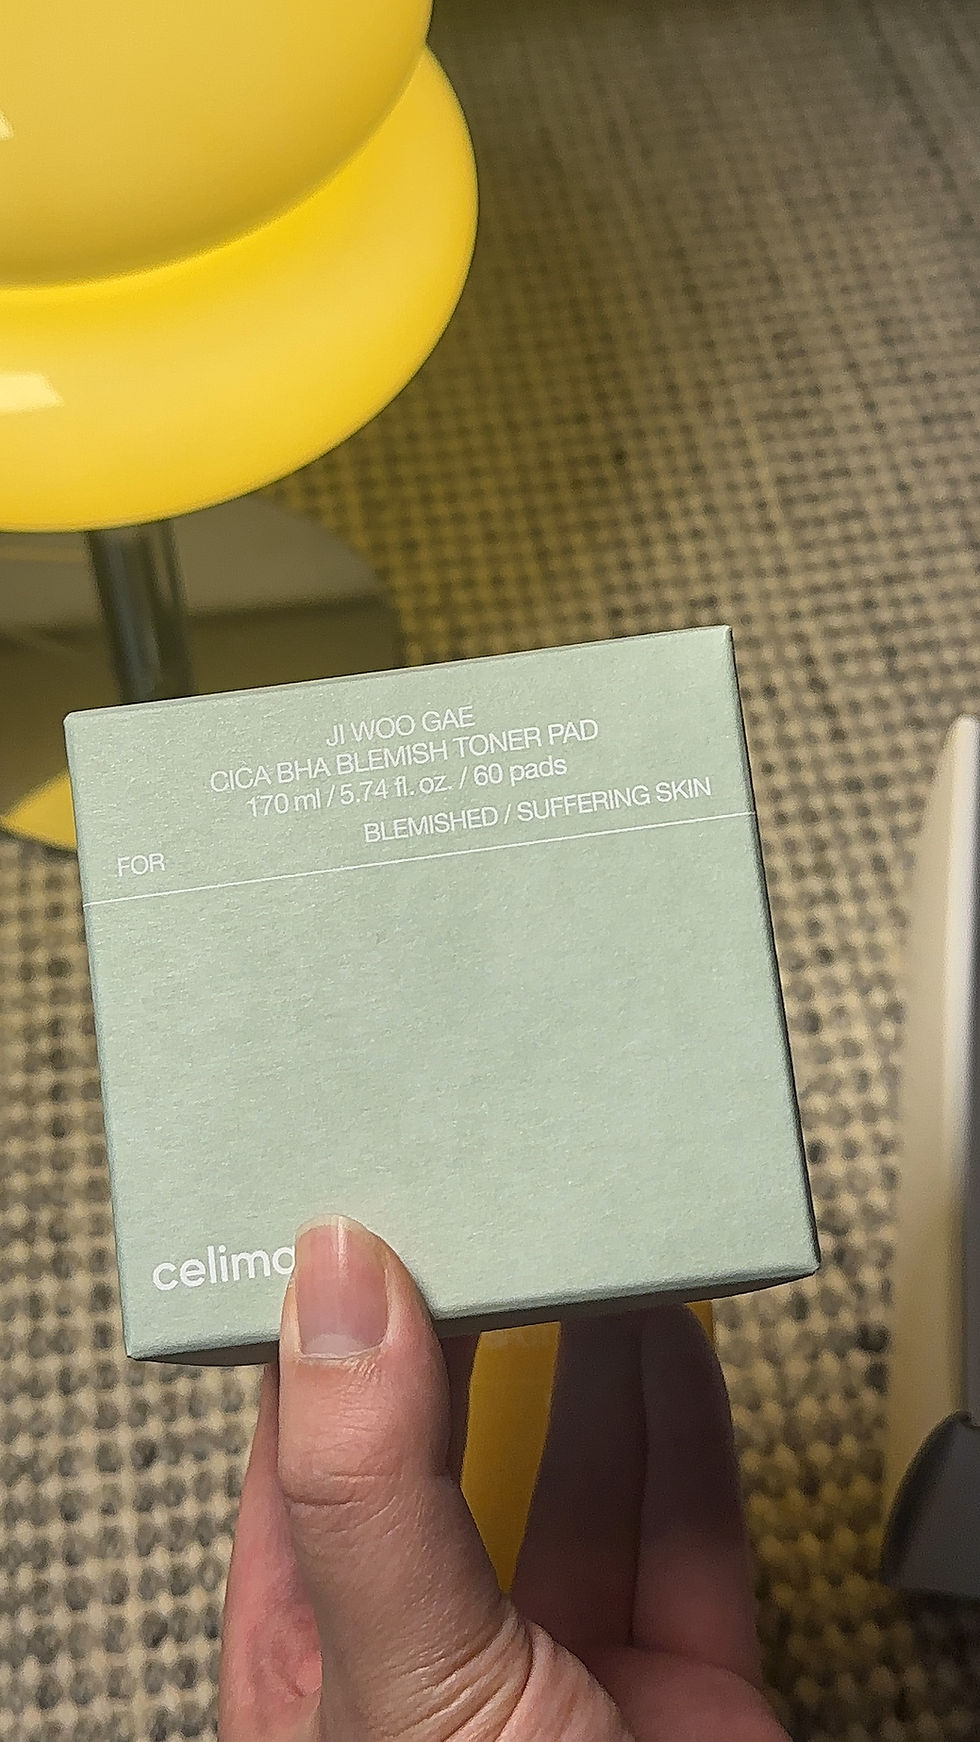 JI WOO GAE
CICA BHA BLEMISH TONER PAD
170 ml / 5.74 fl. oz. / 60 pads
FOR BLEMISHED / SUFFERING SKIN